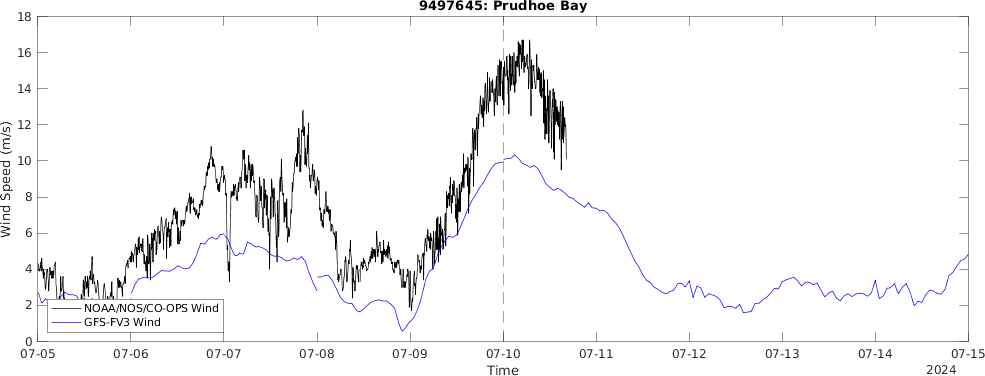 9497645: Prudhoe Bay
18
16
14
12
10
8
6
4
2
0
Wind Speed (m/s)
NOAA/NOS/CO-OPS Wind
GFS-FV3 Wind
07-05 07-06 07-07 07-08 07-09 07-10 07-11 07-12 07-13 07-14 07-15
Time
2024